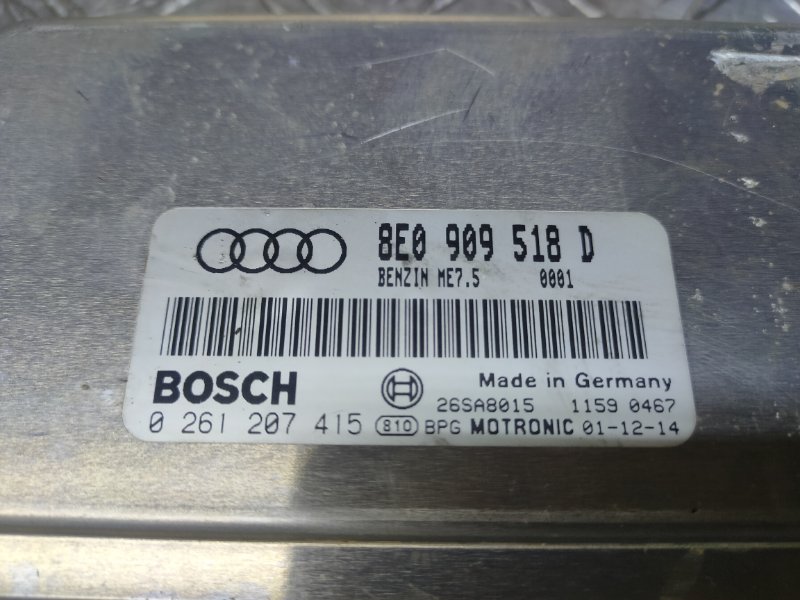 8E0 909 518 D
BENZIN ME7.5 0001
BOSCH Made in Germany
26SA8015 1159 0467
0 261 207 415 810 BPG MOTRONIC 01-12-14